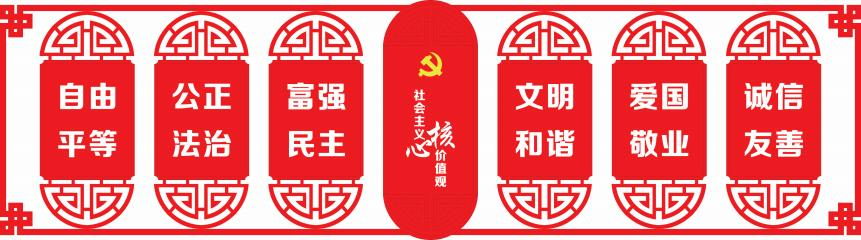 自由
平等
公正
法治
富强
民主
社会主义
核心价值观
文明
和谐
爱国
敬业
诚信
友善